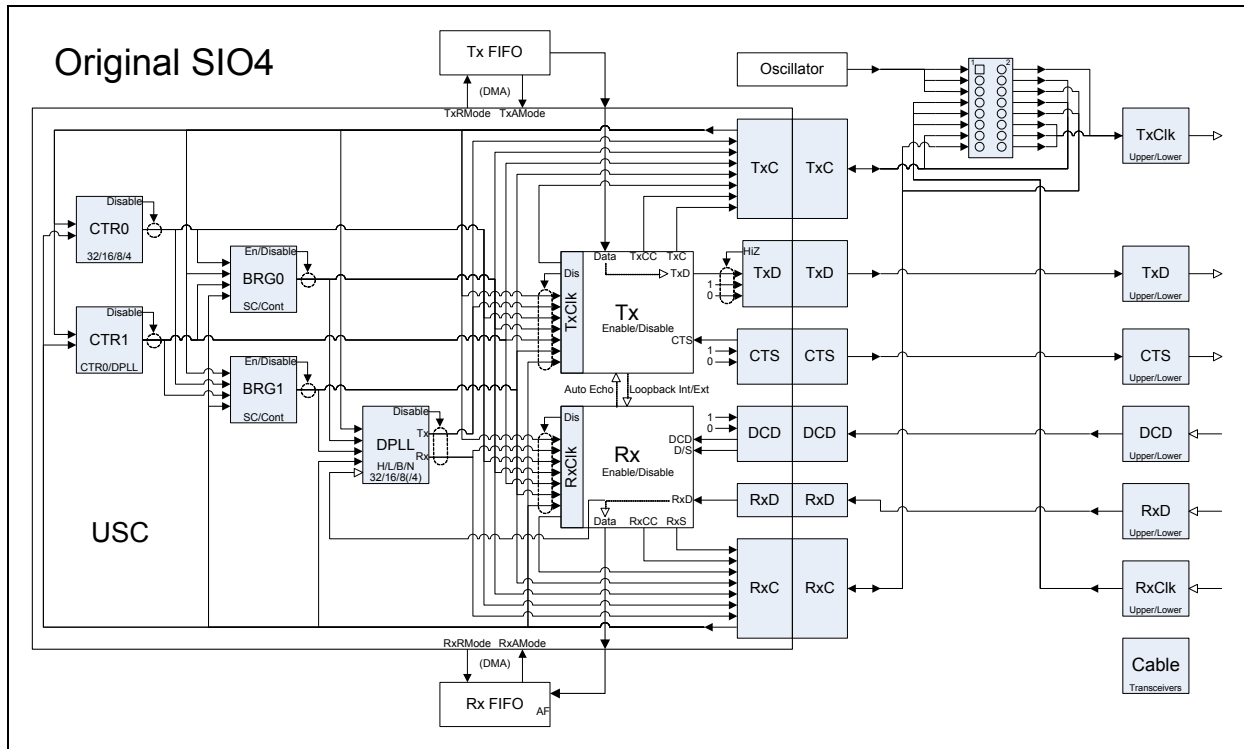 Original SIO4
Tx FIFO
(DMA)
TxRMode TxAMode
Oscillator
1 2
TxClk
Upper/Lower
TxC
TxC
Disable
CTR0
32/16/8/4
En/Disable
BRG0
SC/Cont
CTR1
Disable
CTR0/DPLL
En/Disable
BRG1
SC/Cont
Disable
DPLL
Tx
Rx
H/L/B/N
32/16/8(/4)
Dis
TxClk
Data TxCC TxC
TxD
Tx
Enable/Disable
CTS
HiZ
1
0
TxD
TxD
TxD
Upper/Lower
1
0
CTS
CTS
CTS
Upper/Lower
Auto Echo
Loopback Int/Ext
Dis
RxClk
Rx
Enable/Disable
DCD
D/S
RxD
Data RxCC RxS
1
0
DCD
DCD
DCD
Upper/Lower
RxD
RxD
RxD
Upper/Lower
RxC
RxC
RxClk
Upper/Lower
USC
RxRMode RxAMode
(DMA)
Rx FIFO
AF
Cable
Transceivers